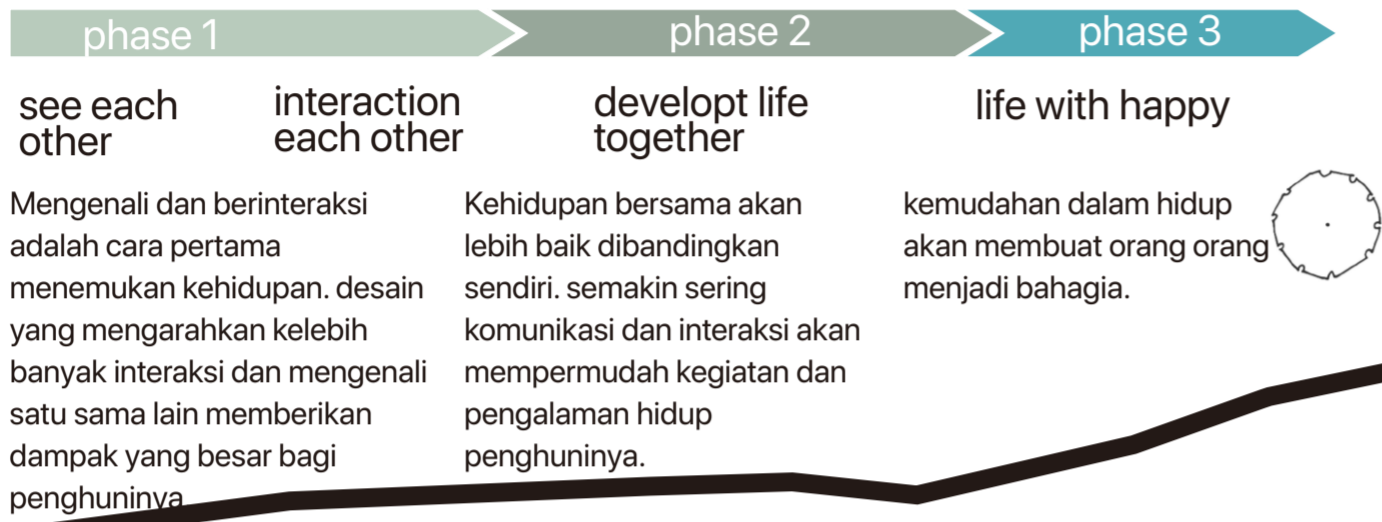 phase 1
phase 2
phase 3
see each
other
interaction
each other
developt life
together
life with happy
Mengenali dan berinteraksi
adalah cara pertama
menemukan kehidupan. desain
yang mengarahkan kelebih
banyak interaksi dan mengenali
satu sama lain memberikan
dampak yang besar bagi
penghuninya
Kehidupan bersama akan
lebih baik dibandingkan
sendiri. semakin sering
komunikasi dan interaksi akan
mempermudah kegiatan dan
pengalaman hidup
penghuninya.
kemudahan dalam hidup
akan membuat orang orang
menjadi bahagia.